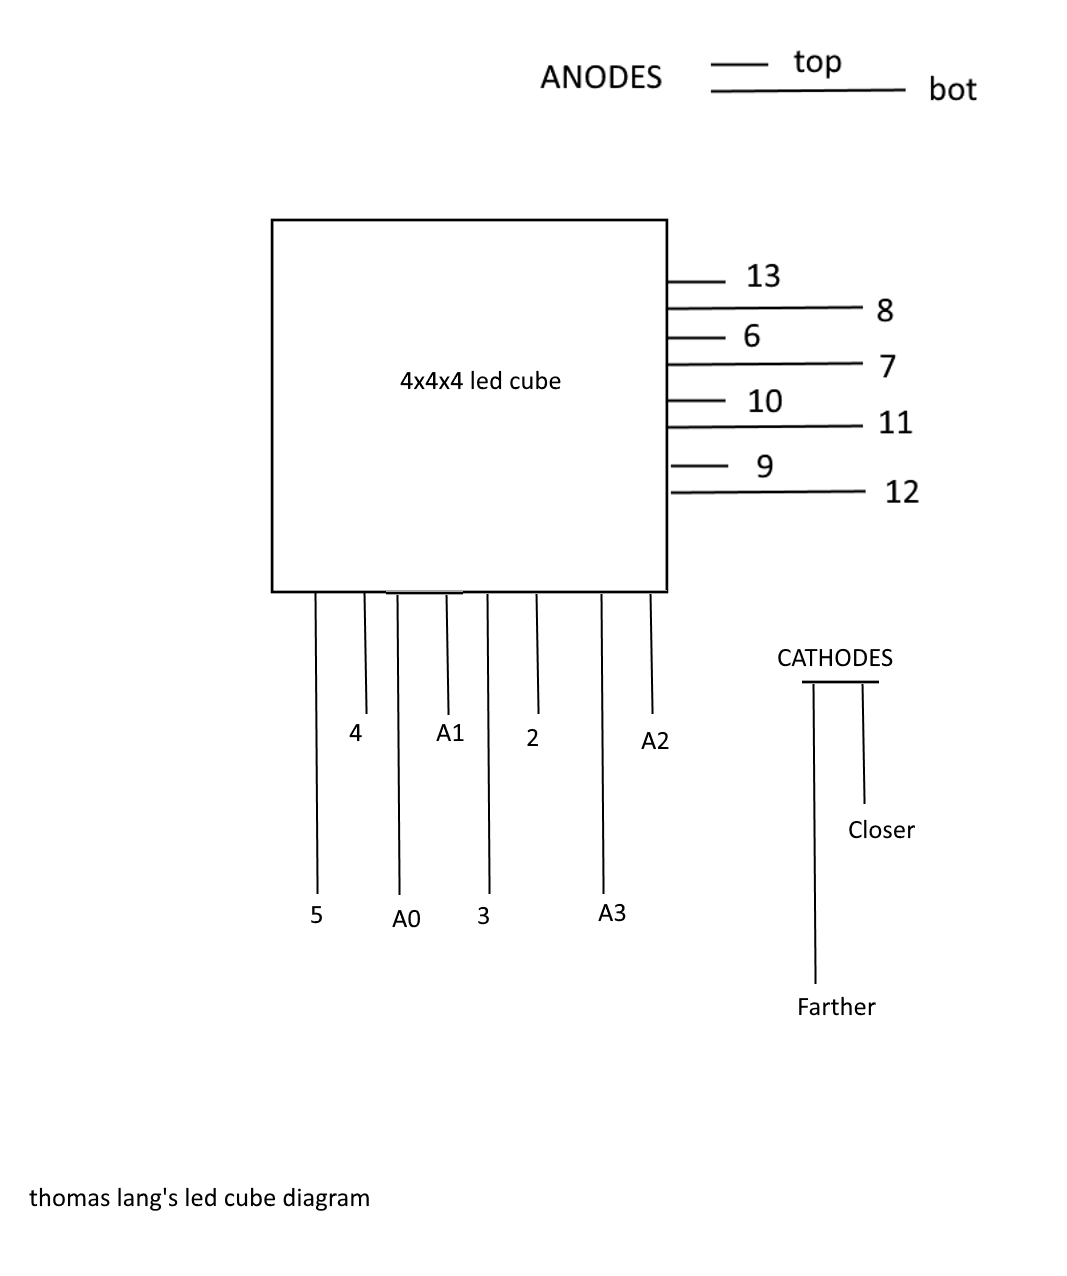 ANODES
top
bot
13
8
6
7
10
11
9
12
4x4x4 led cube
4
A1
2
A2
5
A0
3
A3
CATHODES
Closer
Farther
thomas lang's led cube diagram